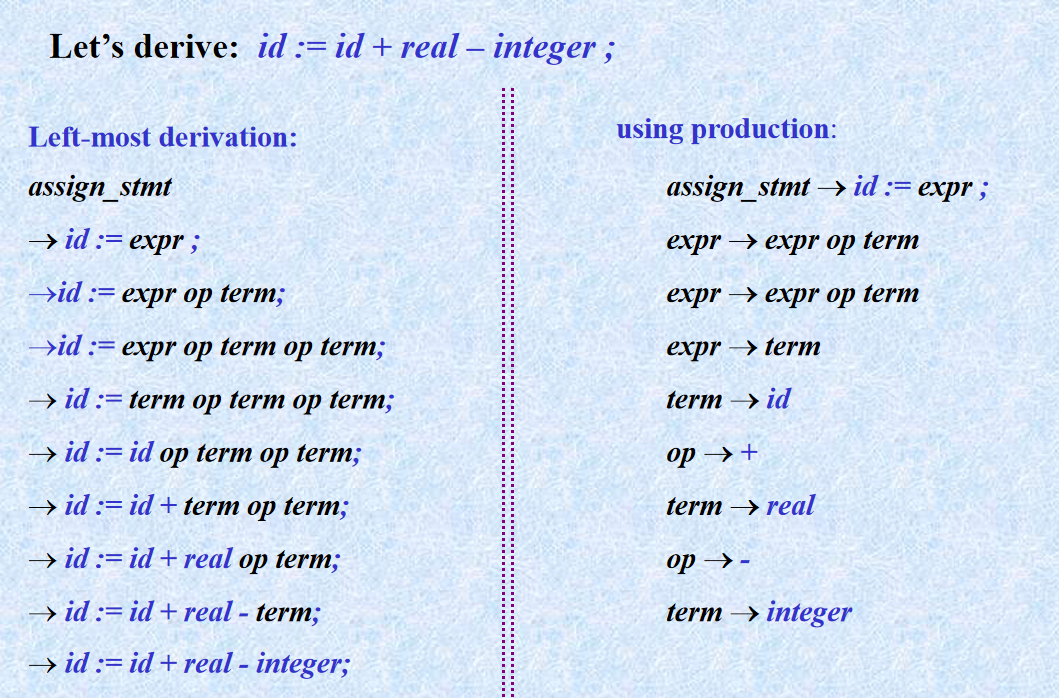 Let’s derive: id := id + real – integer ;
Left-most derivation:
assign_stmt
→ id := expr ;
→id := expr op term;
→id := expr op term op term;
→ id := term op term op term;
→ id := id op term op term;
→ id := id + term op term;
→ id := id + real op term;
→ id := id + real - term;
→ id := id + real - integer;
using production:
assign_stmt → id := expr ;
expr → expr op term
expr → expr op term
expr → term
term → id
op → +
term → real
op → -
term → integer